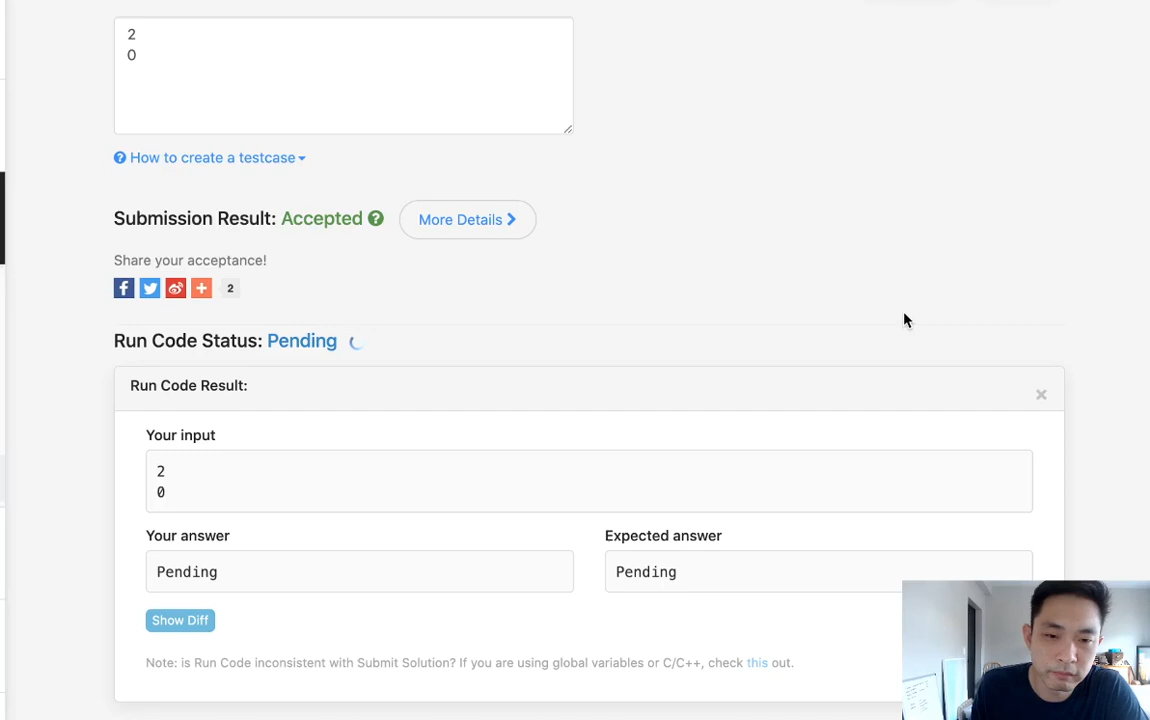 2
0
How to create a testcase
Submission Result: Accepted
More Details
Share your acceptance!
2
Run Code Status: Pending
Run Code Result:
×
Your input
2
0
Your answer
Expected answer
Pending
Pending
Show Diff
Note: is Run Code inconsistent with Submit Solution? If you are using global variables or C/C++, check this out.